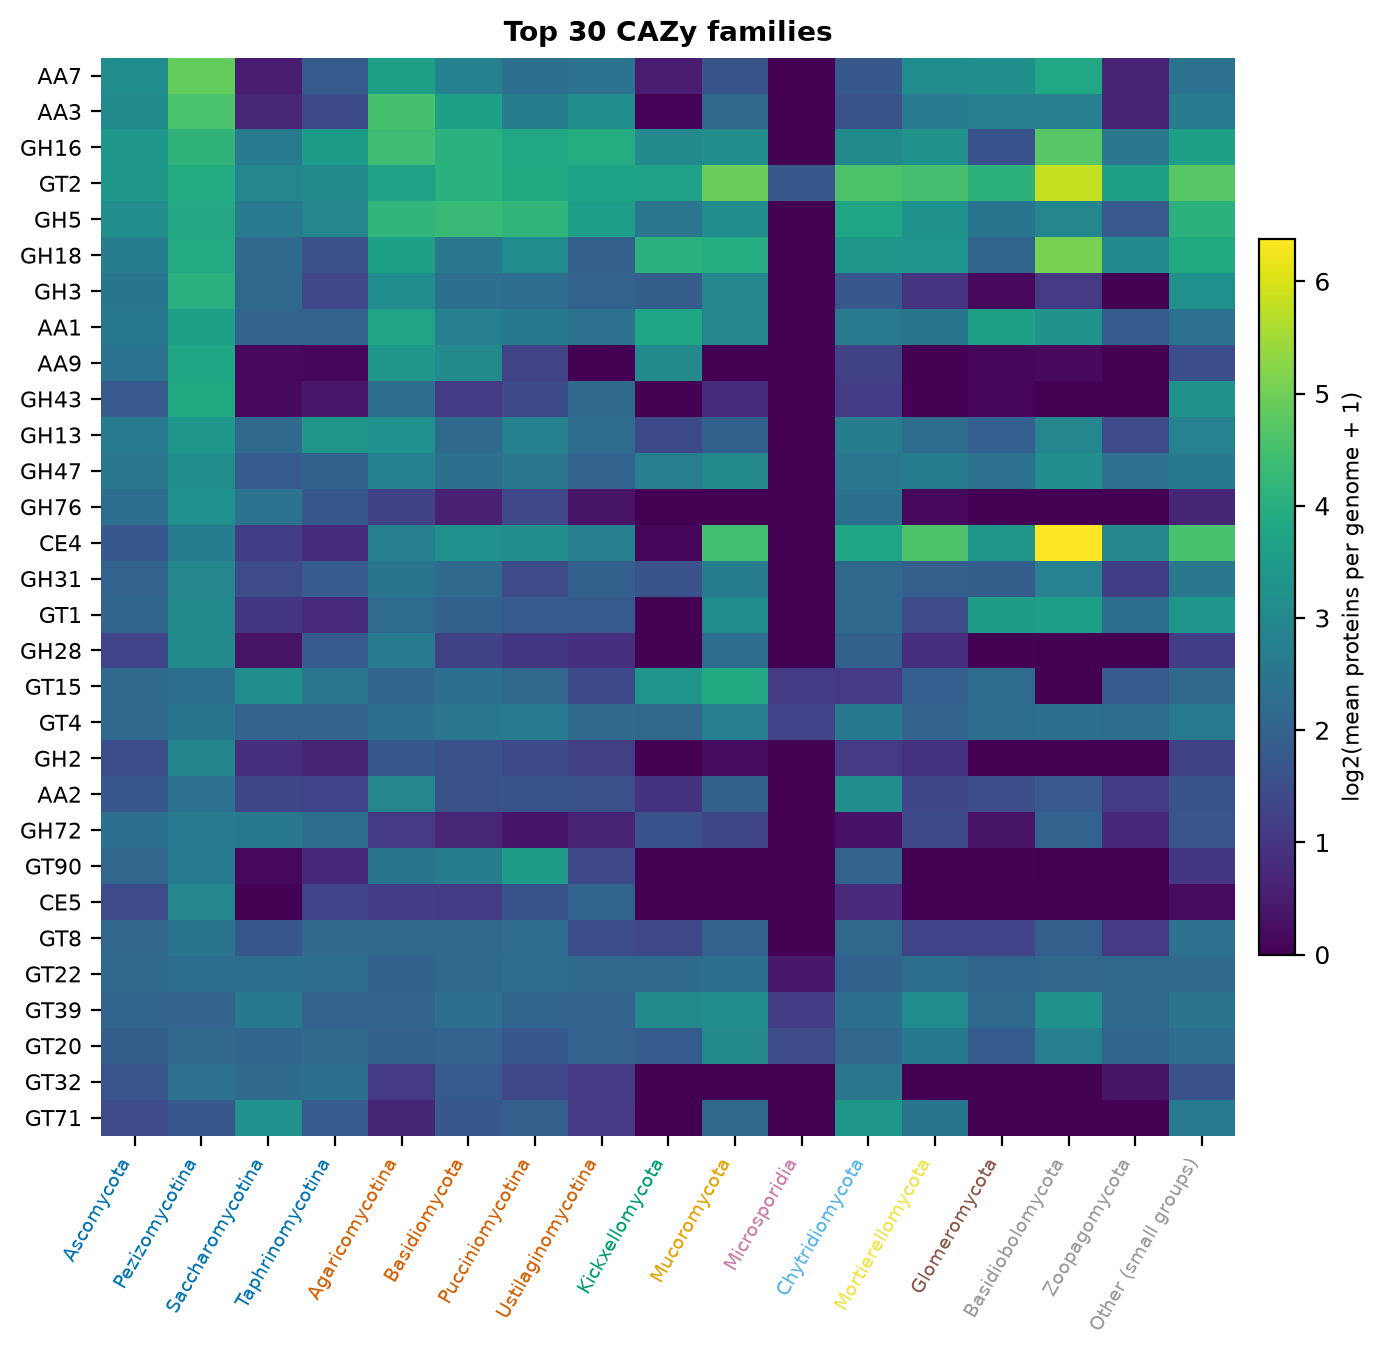 Top 30 CAZy families
AA7
AA3
GH16
GT2
GH5
GH18
GH3
AA1
AA9
GH43
GH13
GH47
GH76
CE4
GH31
GT1
GH28
GT15
GT4
GH2
AA2
GH72
GT90
CE5
GT8
GT22
GT39
GT20
GT32
GT71
Ascomycota
Pezizomycotina
Saccharomycotina
Taphrinomycotina
Agaricomycotina
Basidiomycota
Pucciniomycotina
Ustilaginomycotina
Kickxellomycota
Mucoromycota
Microsporidia
Chytridiomycota
Mortierellomycota
Glomeromycota
Basidiobolomycota
Zoopagomycota
Other (small groups)
6
5
4
3
2
1
0
log2(mean proteins per genome + 1)